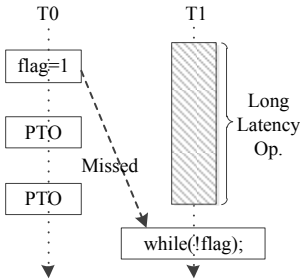 T0
T1
flag=1
Long
Latency
Op.
PTO
Missed
PTO
while(!flag);